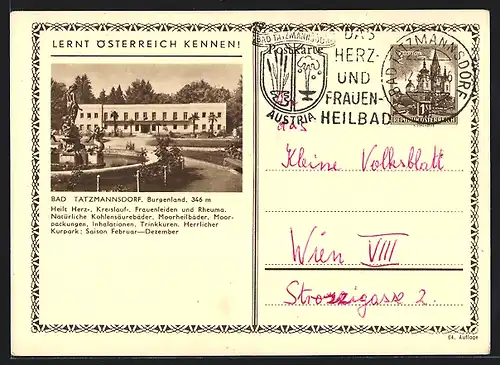 LERNT ÖSTERREICH KENNEN!
BAD TATZMANNSDORF, Burgenland, 346 m
Heilt Herz-, Kreislauf-, Frauenleiden und Rheuma.
Natürliche Kohlensäurebäder, Moorheilbäder, Moor-
packungen, Inhalationen, Trinkkuren. Herrlicher
Kurpark: Saison Februar—Dezember
BAD TATZMANNSDORF
Postkarte
AUSTRIA
DAS
HERZ-
UND
FRAUEN-
HEILBAD
BAD TATZMANNSDORF
REPUBLIK ÖSTERREICH
das
Kleine Volksblatt
Wien VIII
Strozzigasse 2.
64. Auflage